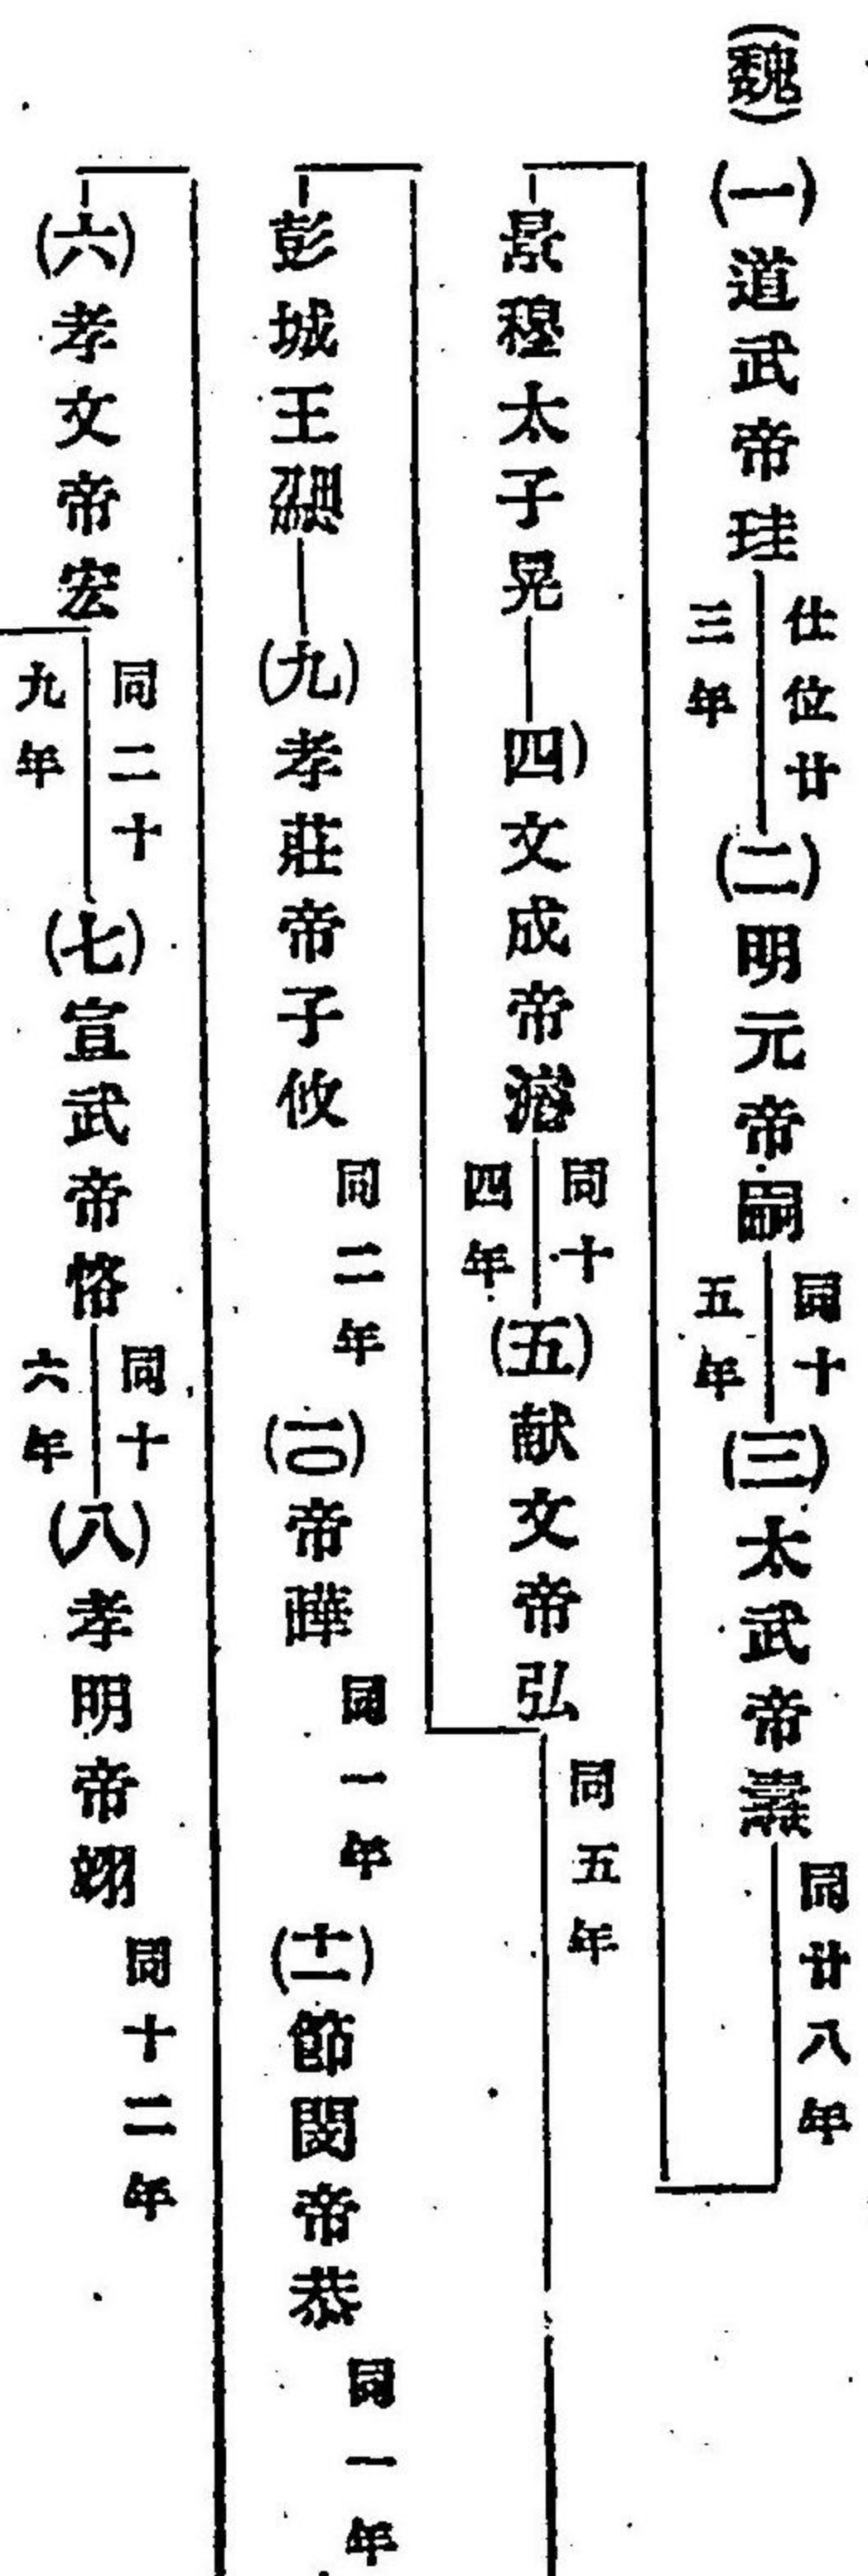 (魏)(一)道武帝珪 仕位廿三年 (二)明元帝嗣 同十五年 (三)太武帝燾 同廿八年
景穆太子晃 四)文成帝濬 同十四年 (五)献文帝弘 同五年
彭城王勰 (九)孝莊帝子攸 同二年 (一〇)帝曄 同一年 (十一)節閔帝恭 同一年
(六)孝文帝宏 同二十九年 (七)宣武帝恪 同十六年 (八)孝明帝翊 同十二年